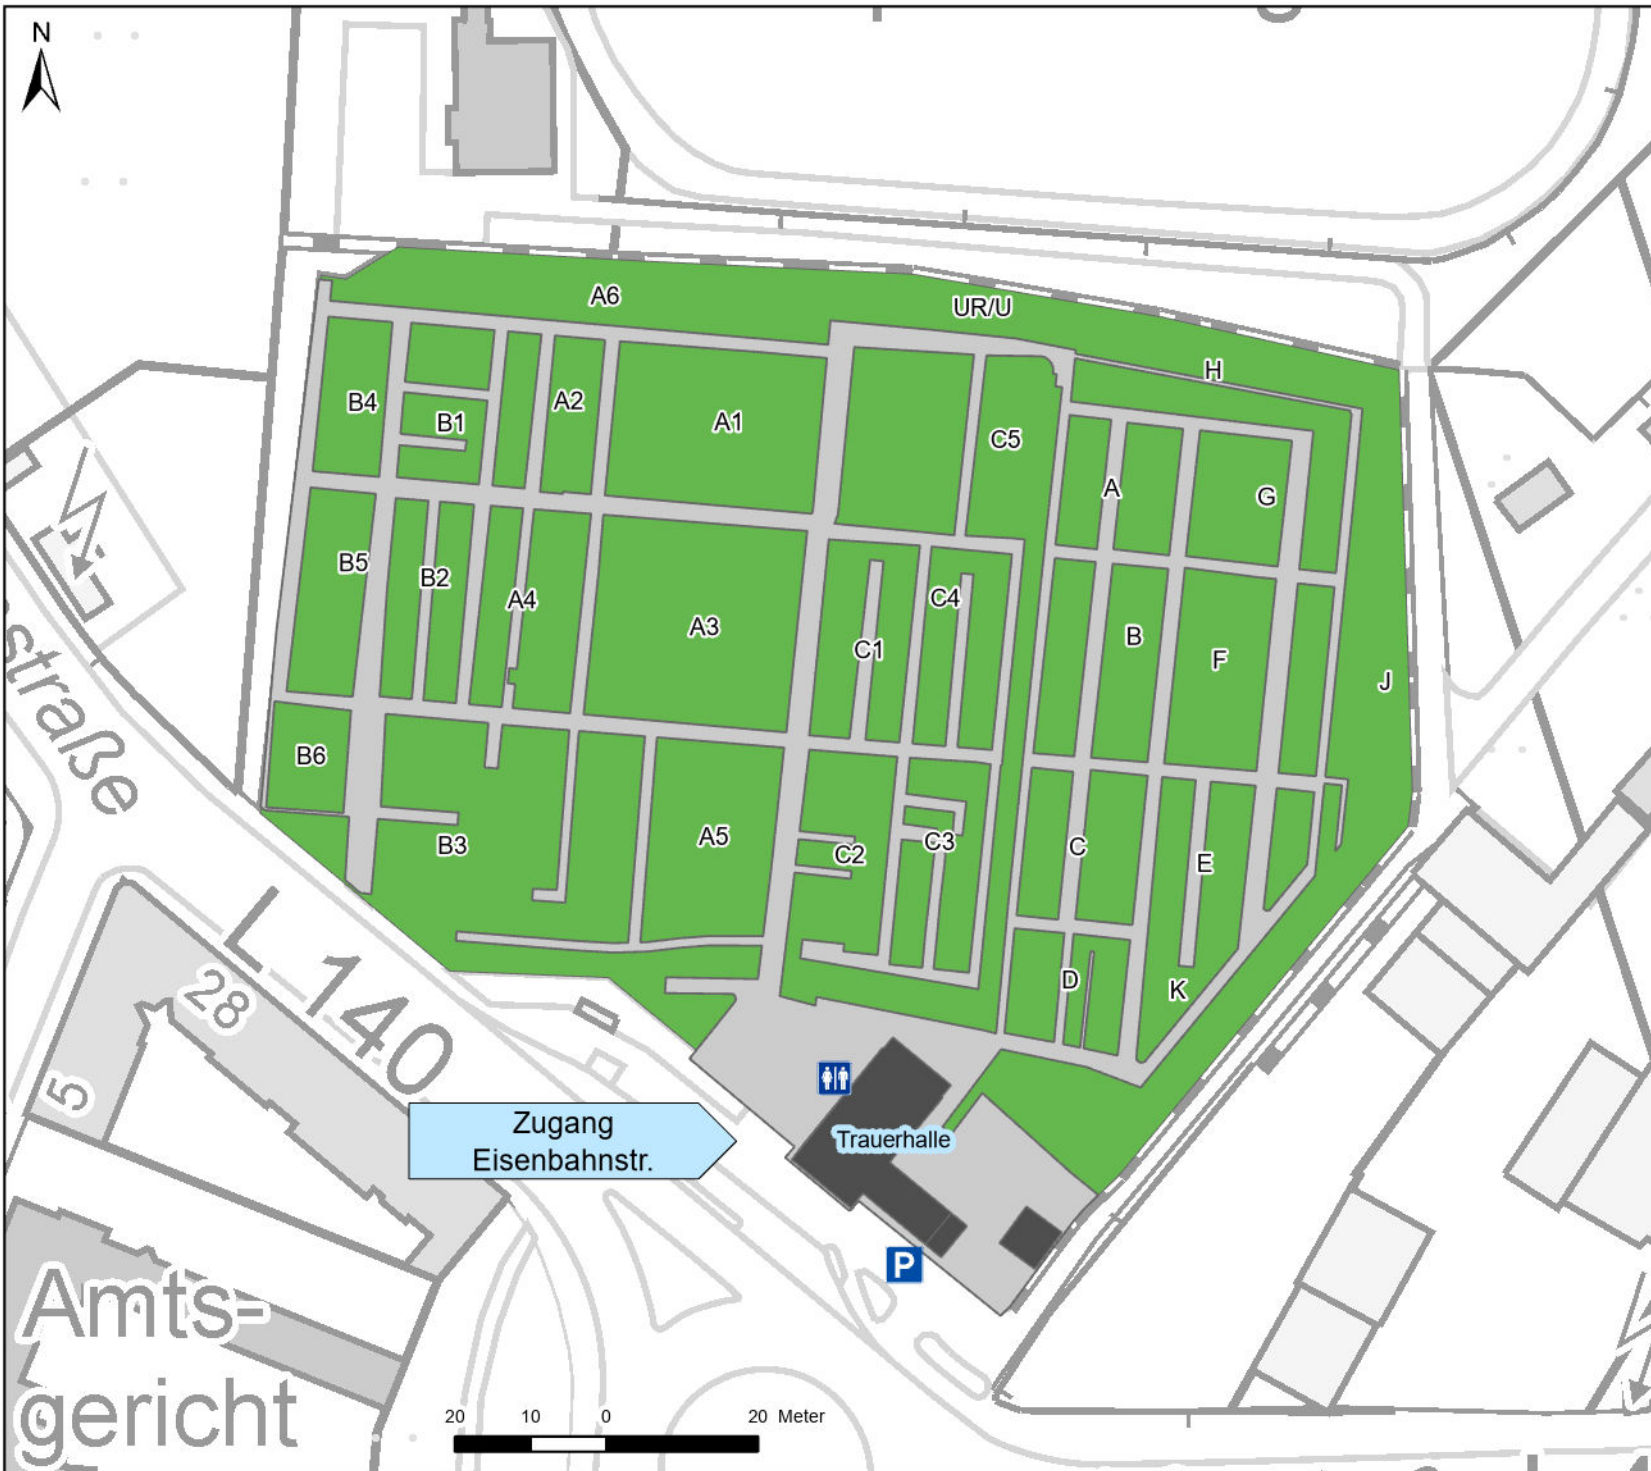 N
A6
UR/U
H
B4
A2
B1
A1
C5
A
G
B5
B2
A4
C4
A3
C1
B
F
J
B6
B3
A5
C2
C3
C
E
D
K
straße
L 140
28
5
Zugang
Eisenbahnstr.
Trauerhalle
P
Amts-
gericht
20 10 0 20 Meter